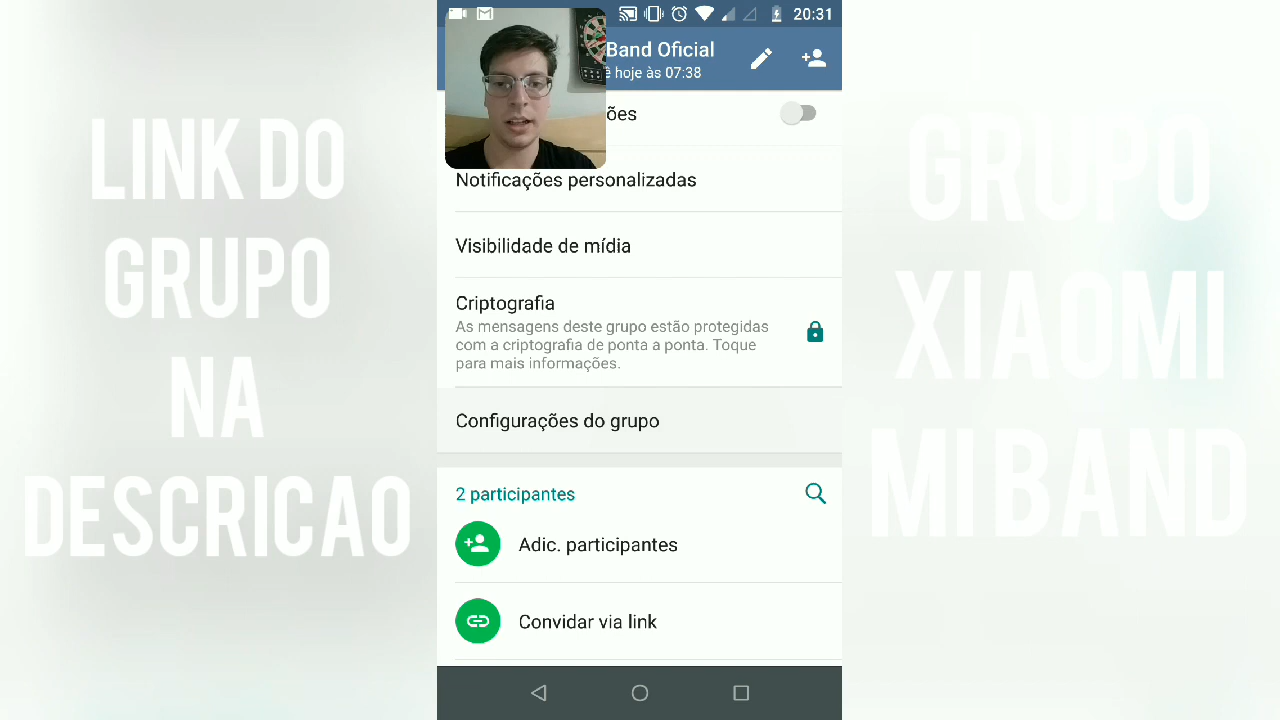 LINK DO
GRUPO
NA
DESCRICAO
20:31
Band Oficial
ê hoje às 07:38
ões
Notificações personalizadas
Visibilidade de mídia
Criptografia
As mensagens deste grupo estão protegidas
com a criptografia de ponta a ponta. Toque
para mais informações.
Configurações do grupo
2 participantes
Adic. participantes
Convidar via link
GRUPO
XIAOMI
MI BAND